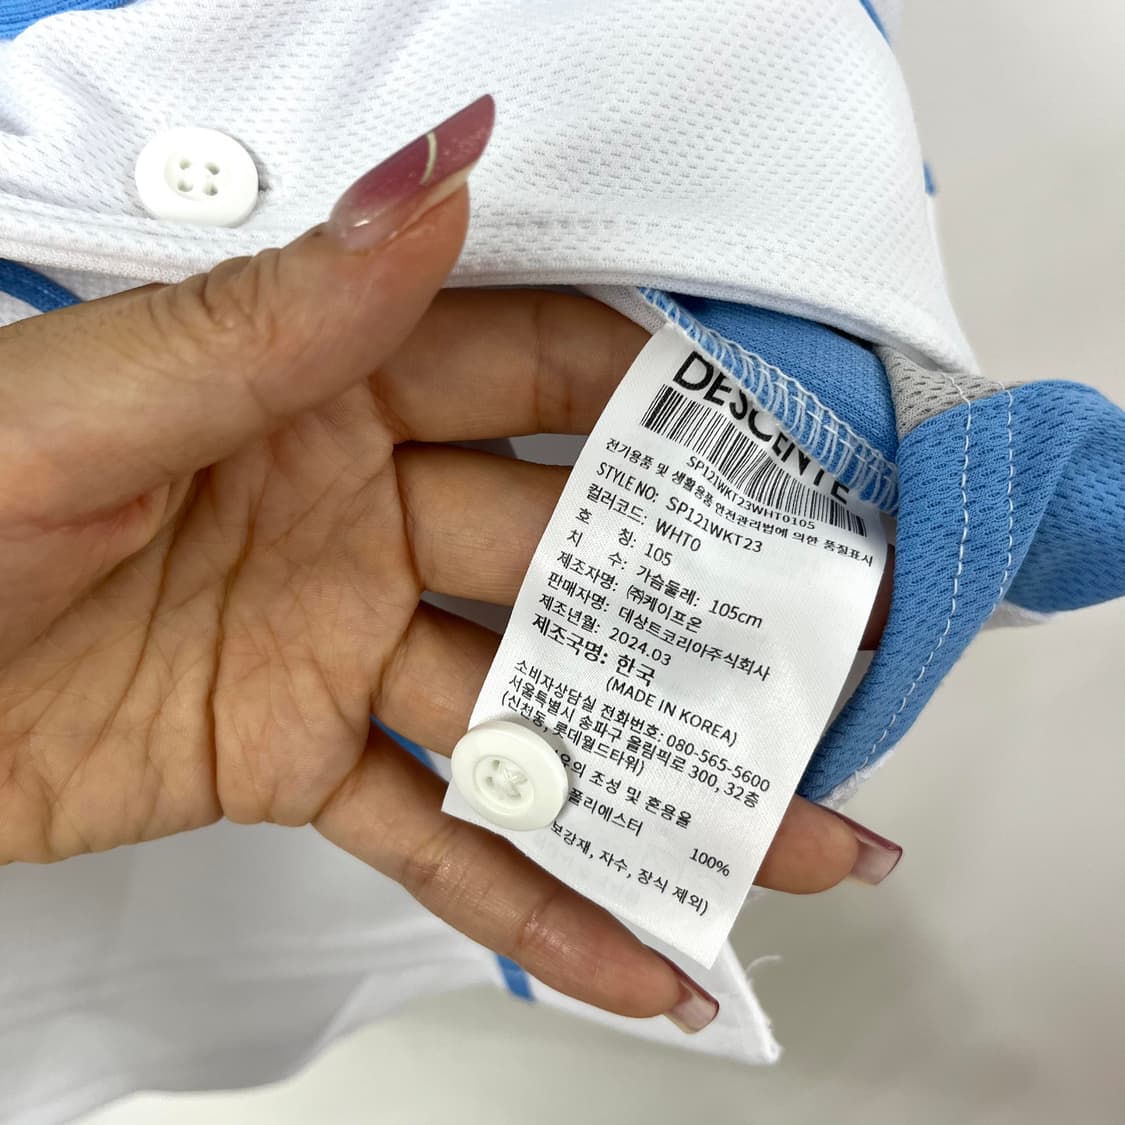 DESCENTE
SP121WKT23WHT0105
전기용품 및 생활용품안전관리법에 의한 품질표시
STYLE NO: SP121WKT23
컬러코드: WHT0
호 칭: 105
치 수: 가슴둘레: 105cm
제조자명: ㈜케이프온
판매자명: 데상트코리아주식회사
제조년월: 2024.03
제조국명: 한국
(MADE IN KOREA)
소비자상담실 전화번호: 080-565-5600
서울특별시 송파구 올림픽로 300, 32층
(신천동, 롯데월드타워)
의 조성 및 혼용율
폴리에스터 100%
보강재, 자수, 장식 제외)